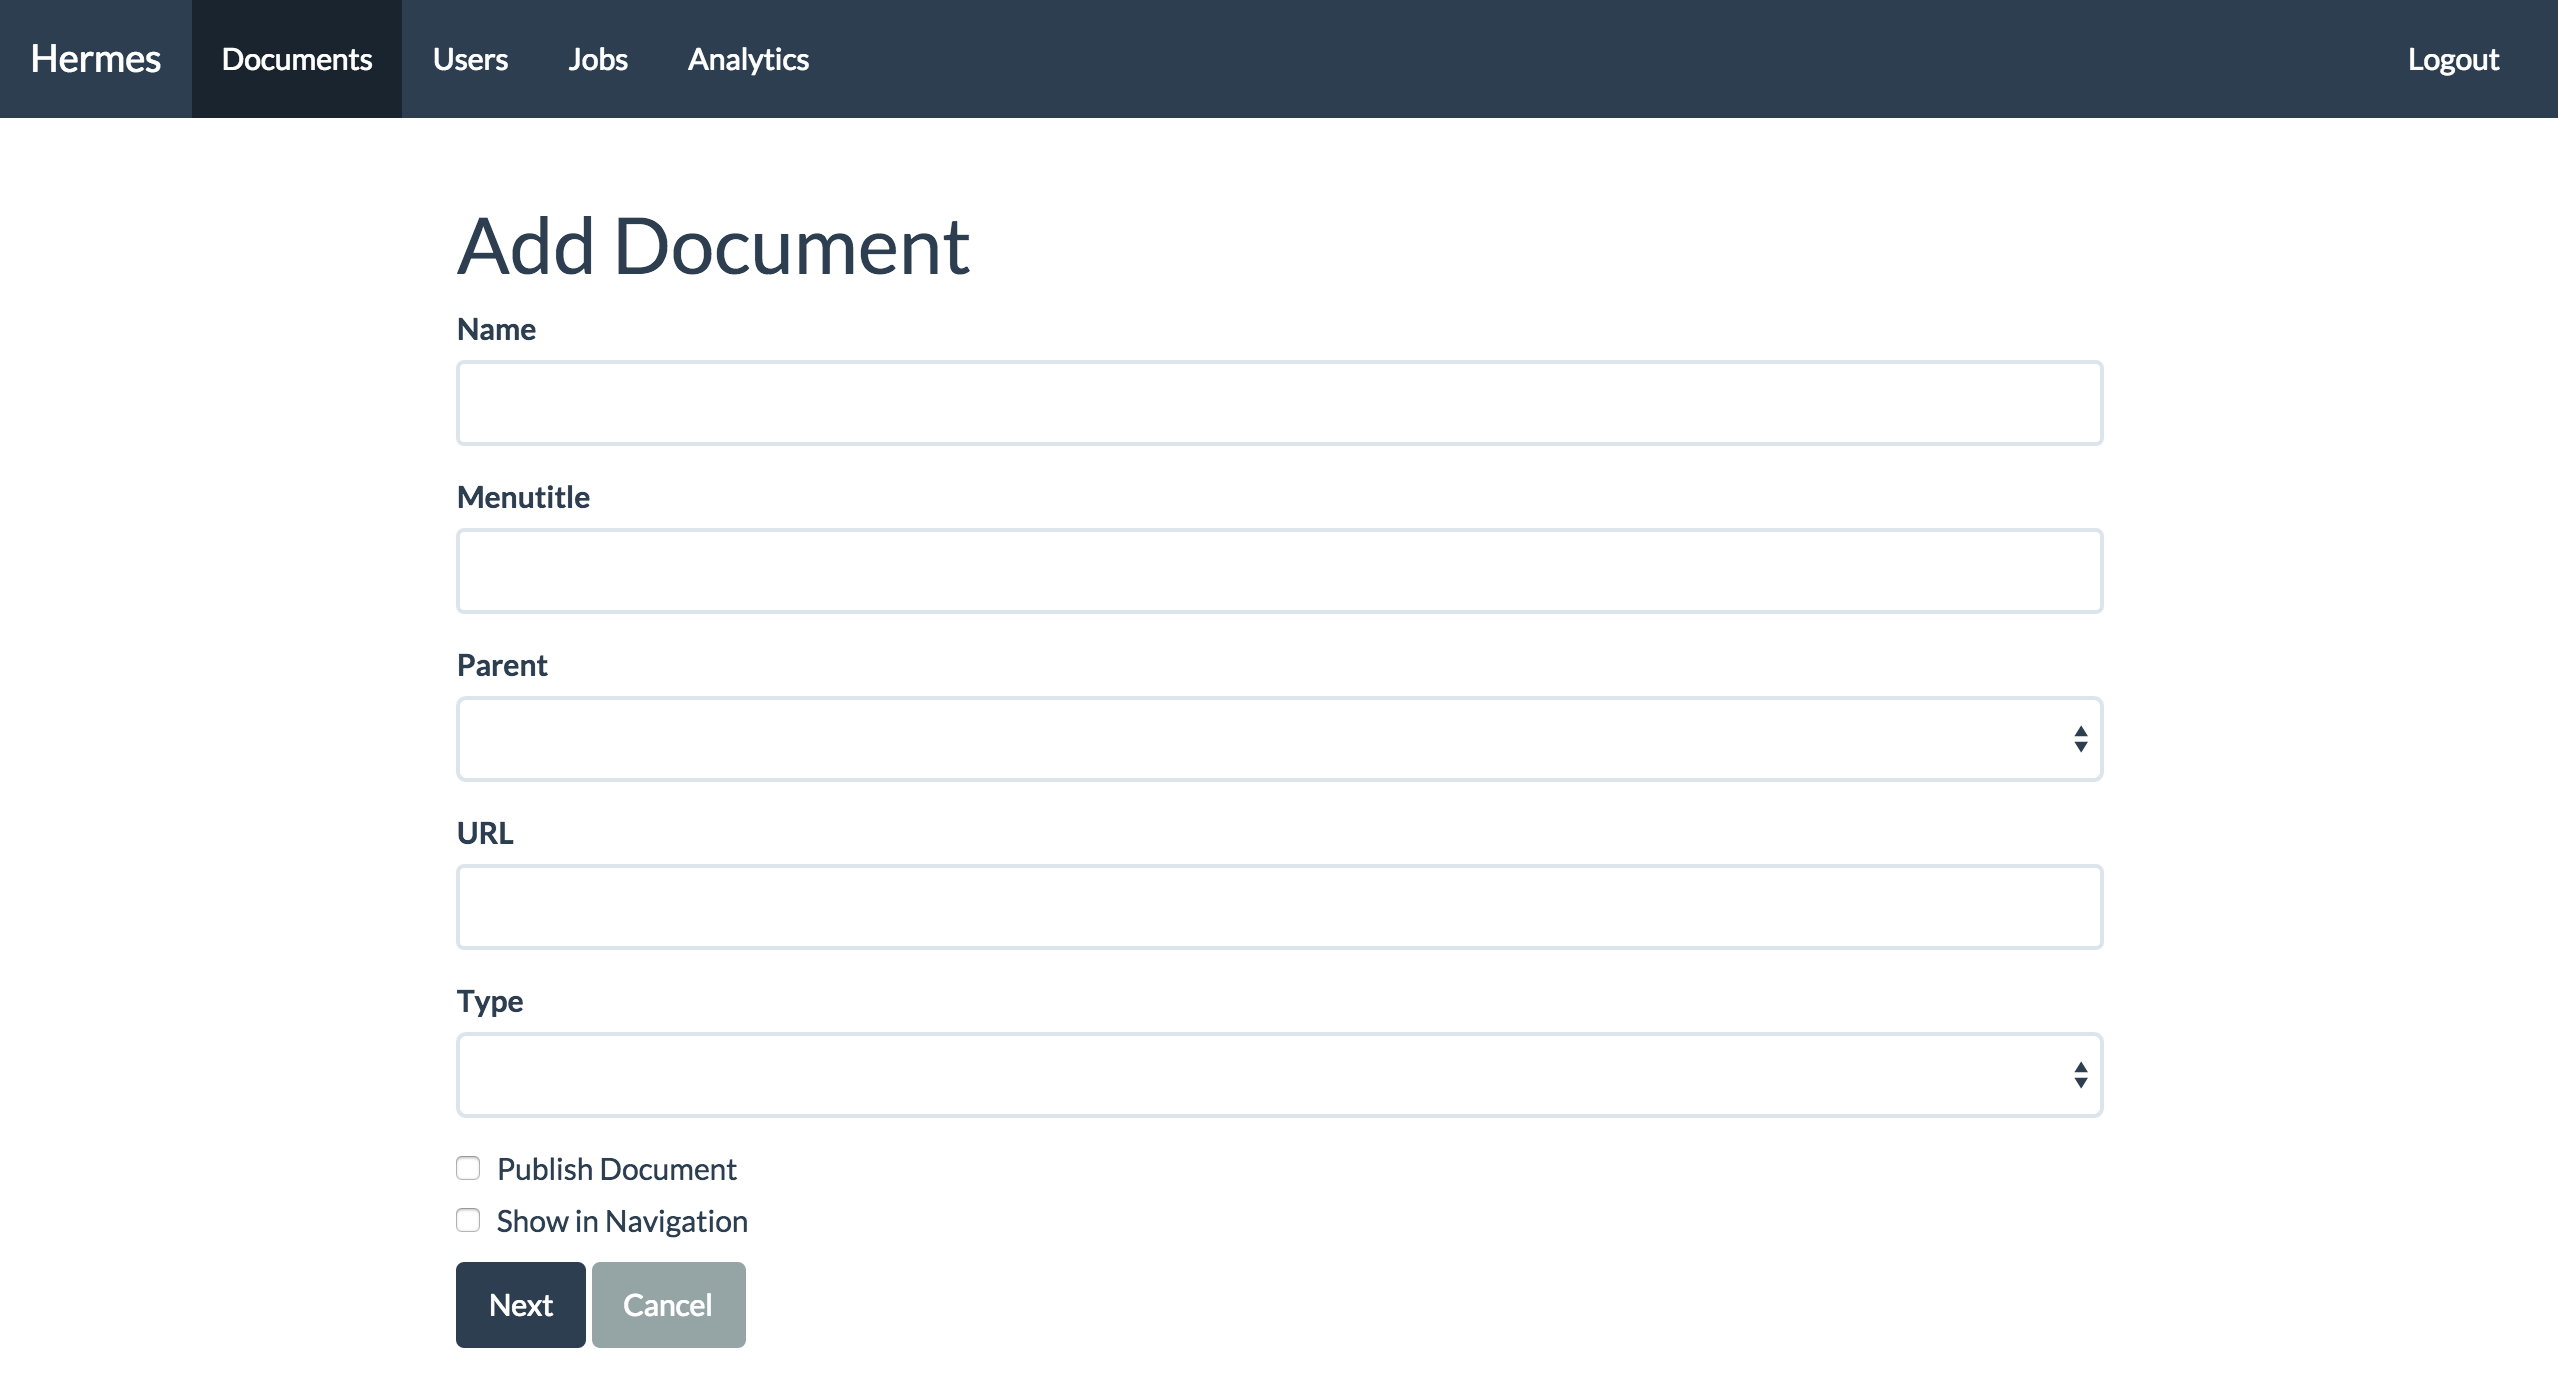 Hermes Documents Users Jobs Analytics Logout
Add Document
Name
Menutitle
Parent
URL
Type
Publish Document
Show in Navigation
Next Cancel